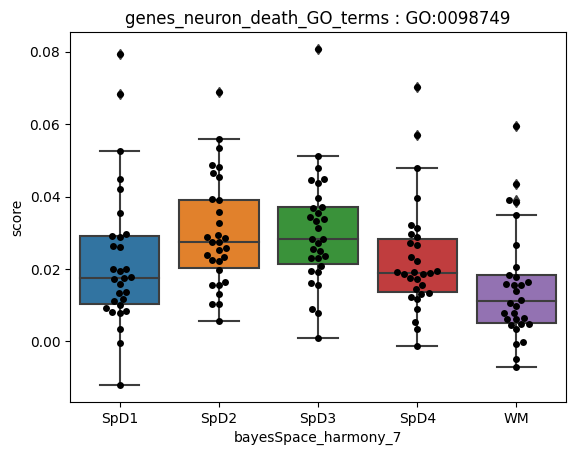 genes_neuron_death_GO_terms : GO:0098749
score
0.08
0.06
0.04
0.02
0.00
SpD1 SpD2 SpD3 SpD4 WM
bayesSpace_harmony_7